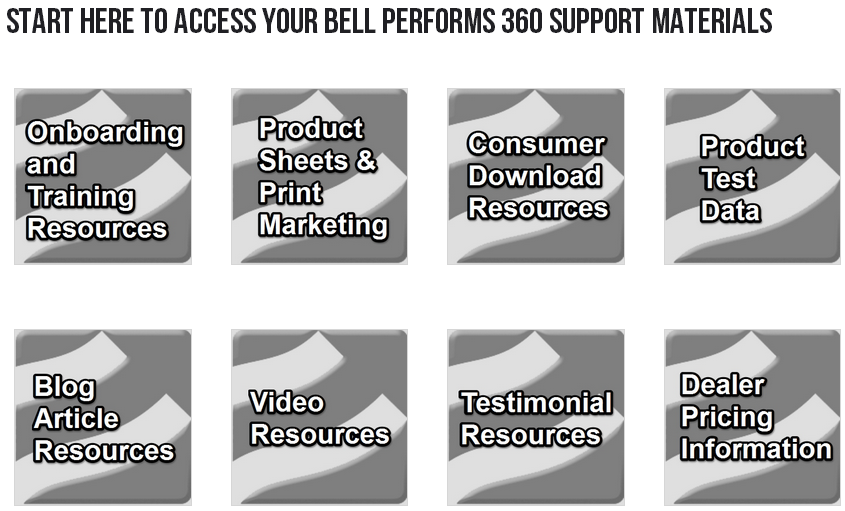 START HERE TO ACCESS YOUR BELL PERFORMS 360 SUPPORT MATERIALS
Onboarding
and
Training
Resources
Product
Sheets &
Print
Marketing
Consumer
Download
Resources
Product
Test
Data
Blog
Article
Resources
Video
Resources
Testimonial
Resources
Dealer
Pricing
Information